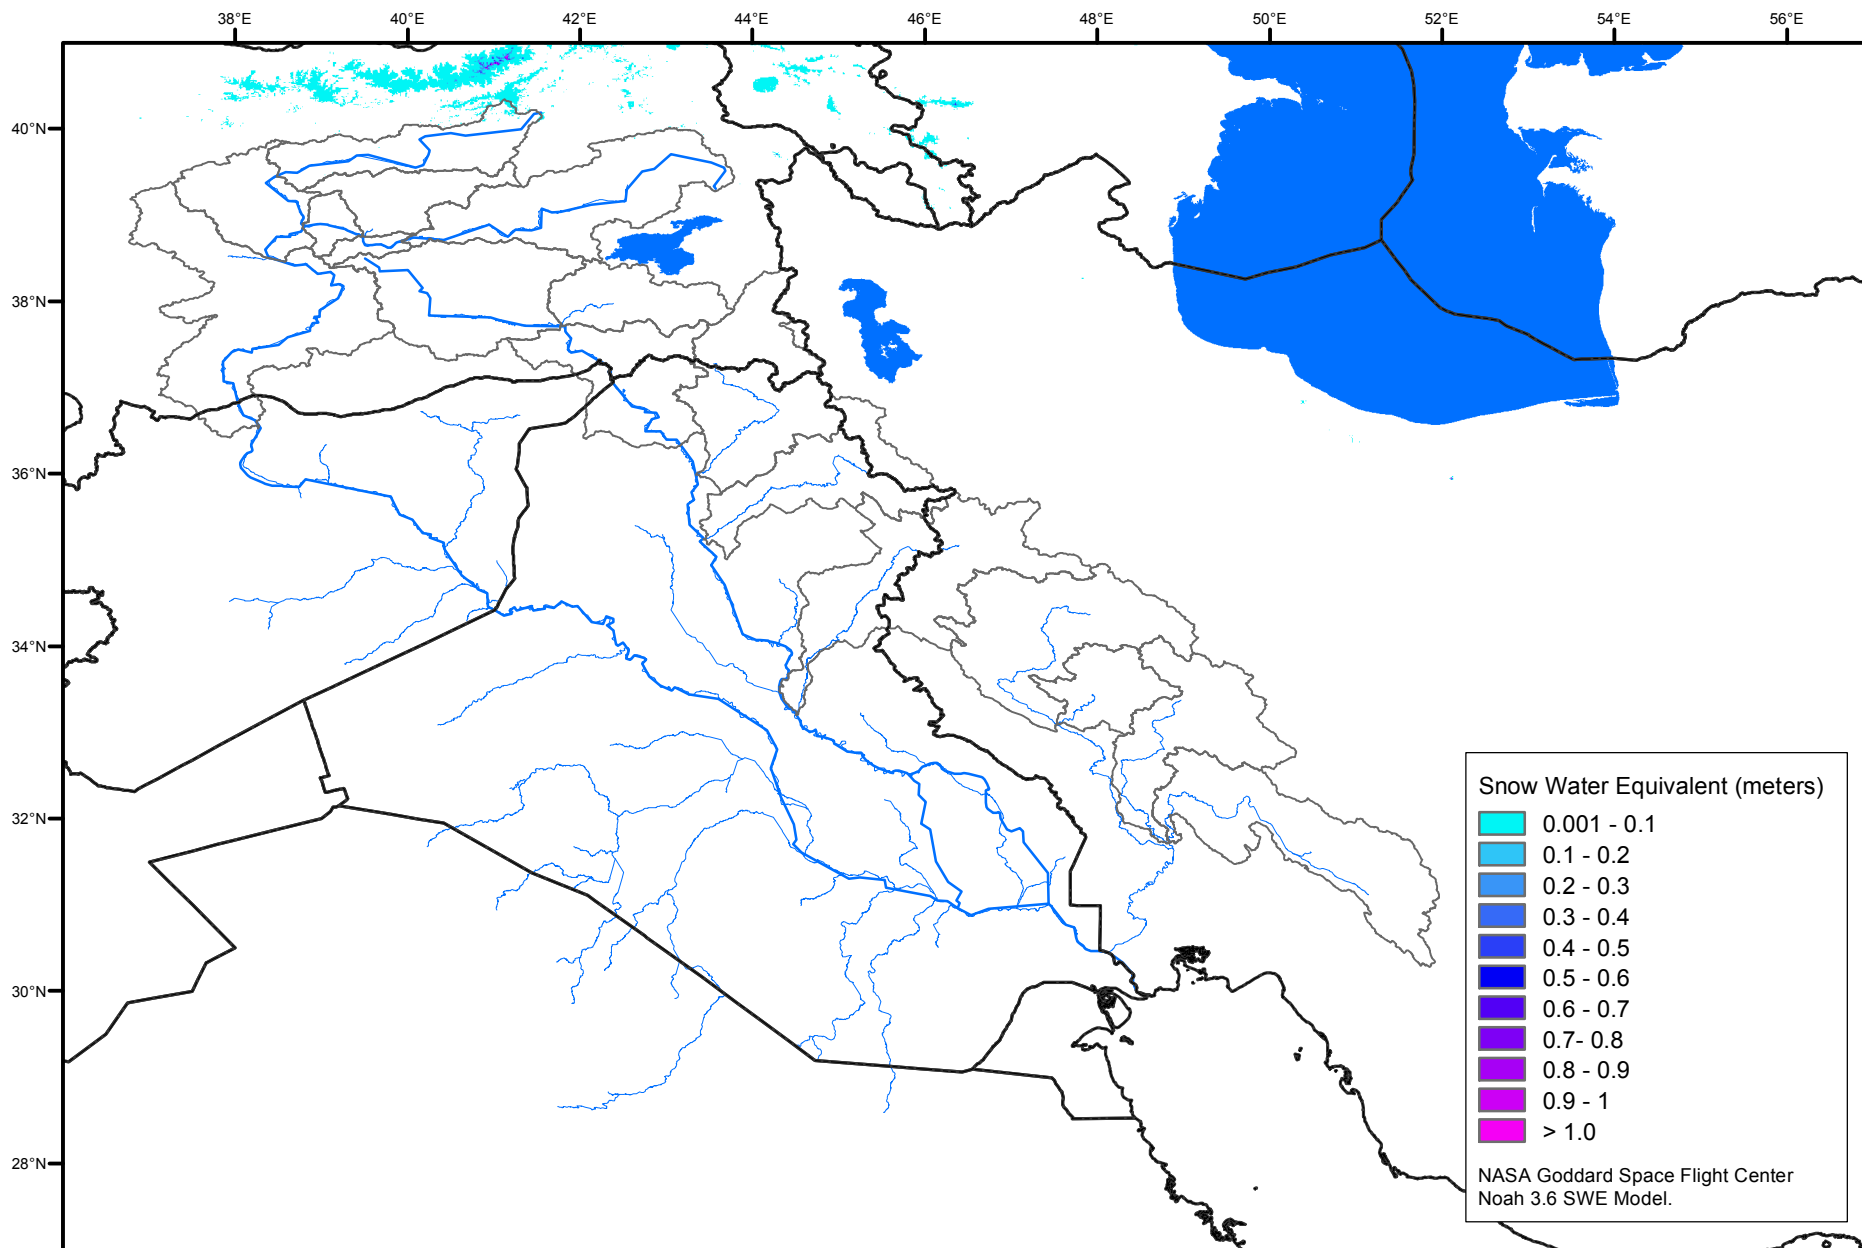 38°E 40°E 42°E 44°E 46°E 48°E 50°E 52°E 54°E 56°E
40°N
38°N
36°N
34°N
32°N
30°N
28°N
Snow Water Equivalent (meters)
0.001 - 0.1
0.1 - 0.2
0.2 - 0.3
0.3 - 0.4
0.4 - 0.5
0.5 - 0.6
0.6 - 0.7
0.7- 0.8
0.8 - 0.9
0.9 - 1
> 1.0
NASA Goddard Space Flight Center
Noah 3.6 SWE Model.